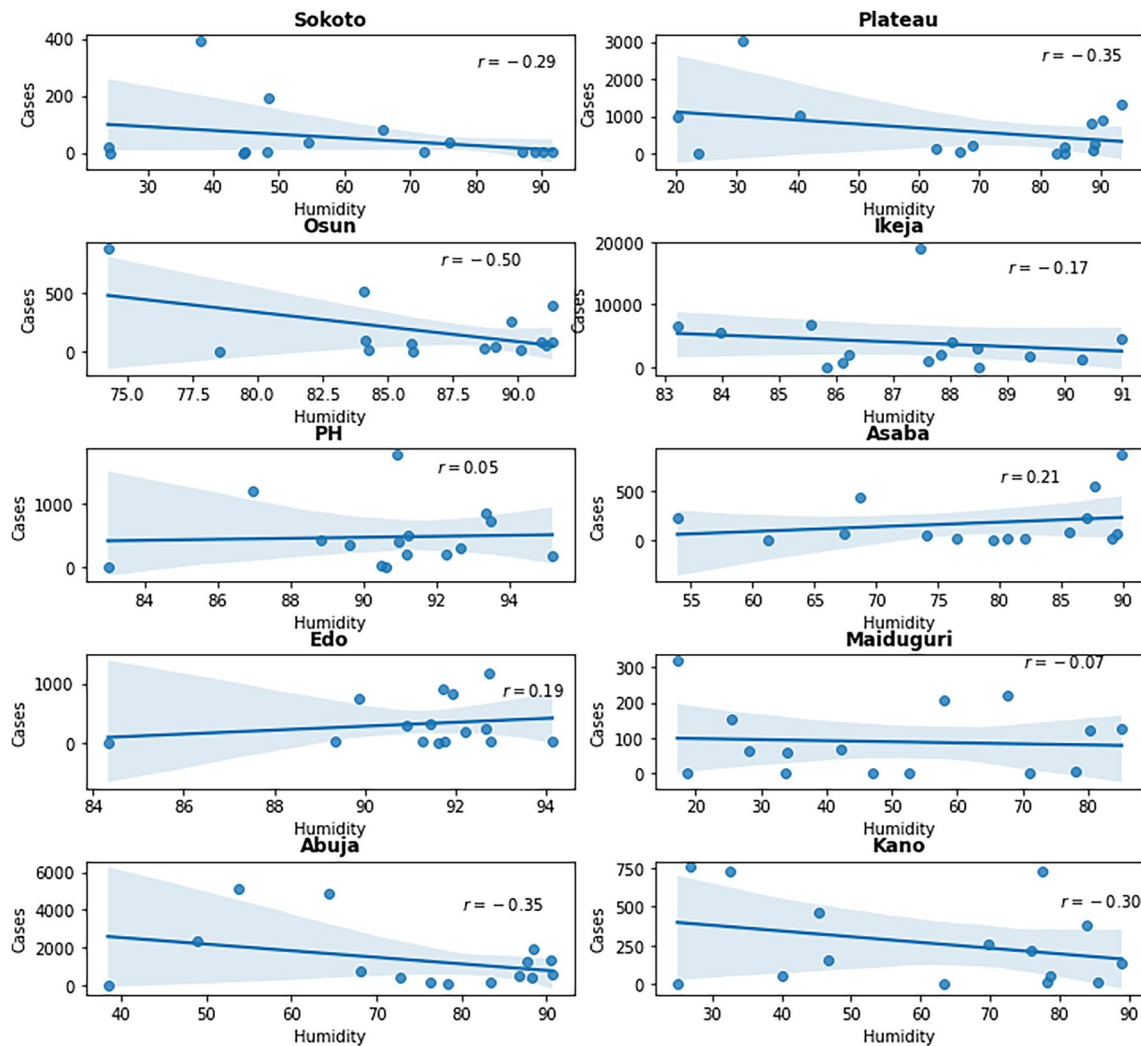 Sokoto
400
200
0
Cases
r = −0.29
30 40 50 60 70 80 90
Humidity
Plateau
3000
2000
1000
0
Cases
r = −0.35
20 30 40 50 60 70 80 90
Humidity
Osun
500
0
Cases
r = −0.50
75.0 77.5 80.0 82.5 85.0 87.5 90.0
Humidity
Ikeja
20000
10000
0
Cases
r = −0.17
83 84 85 86 87 88 89 90 91
Humidity
PH
1000
0
Cases
r = 0.05
84 86 88 90 92 94
Humidity
Asaba
500
0
Cases
r = 0.21
55 60 65 70 75 80 85 90
Humidity
Edo
1000
0
Cases
r = 0.19
84 86 88 90 92 94
Humidity
Maiduguri
300
200
100
0
Cases
r = −0.07
20 30 40 50 60 70 80
Humidity
Abuja
6000
4000
2000
0
Cases
r = −0.35
40 50 60 70 80 90
Humidity
Kano
750
500
250
0
Cases
r = −0.30
30 40 50 60 70 80 90
Humidity